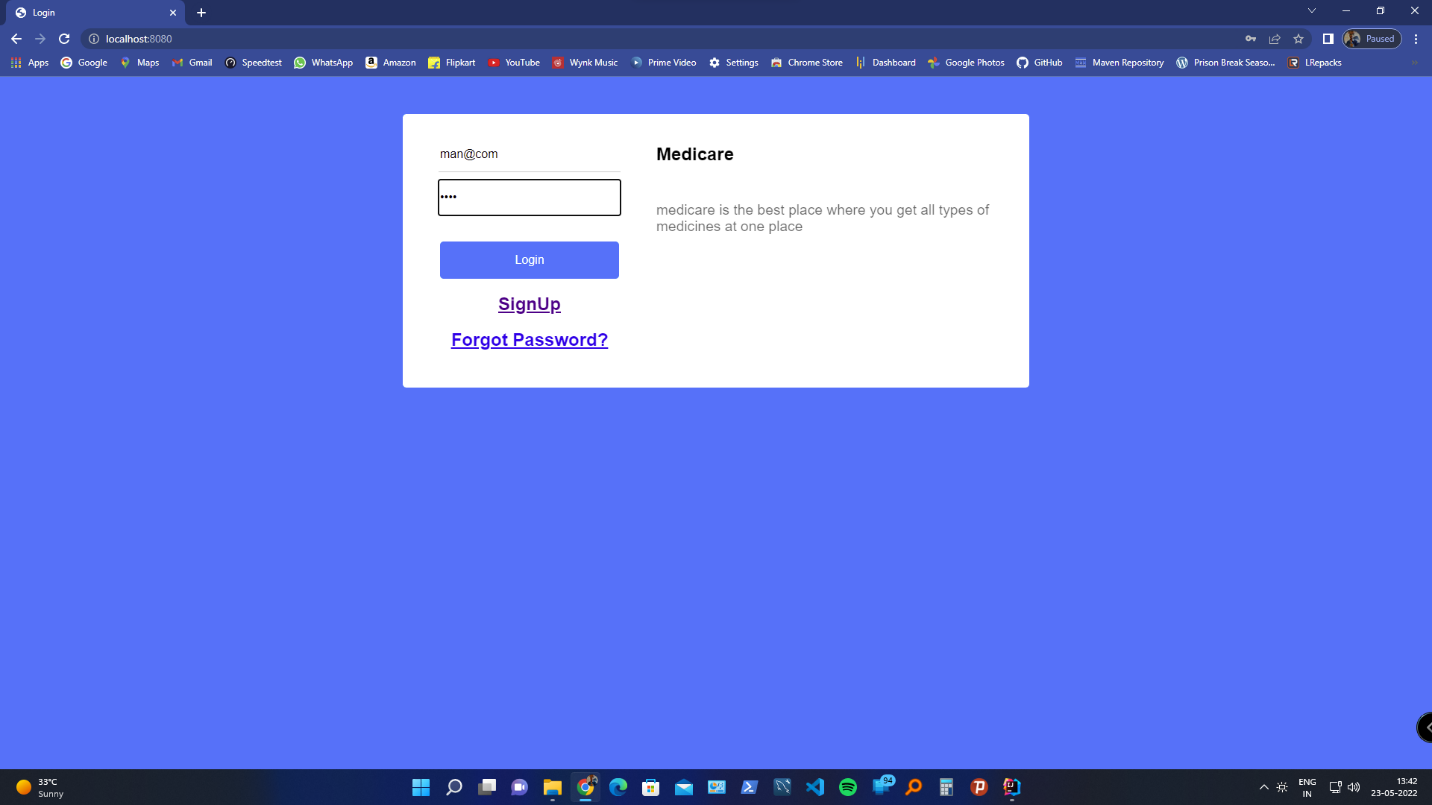 Login
localhost:8080
Paused
Apps Google Maps Gmail Speedtest WhatsApp Amazon Flipkart YouTube Wynk Music Prime Video Settings Chrome Store Dashboard Google Photos GitHub Maven Repository Prison Break Seaso... LRepacks
man@com
••••
Login
SignUp
Forgot Password?
Medicare
medicare is the best place where you get all types of
medicines at one place
33°C
Sunny
94
ENG
IN
13:42
23-05-2022